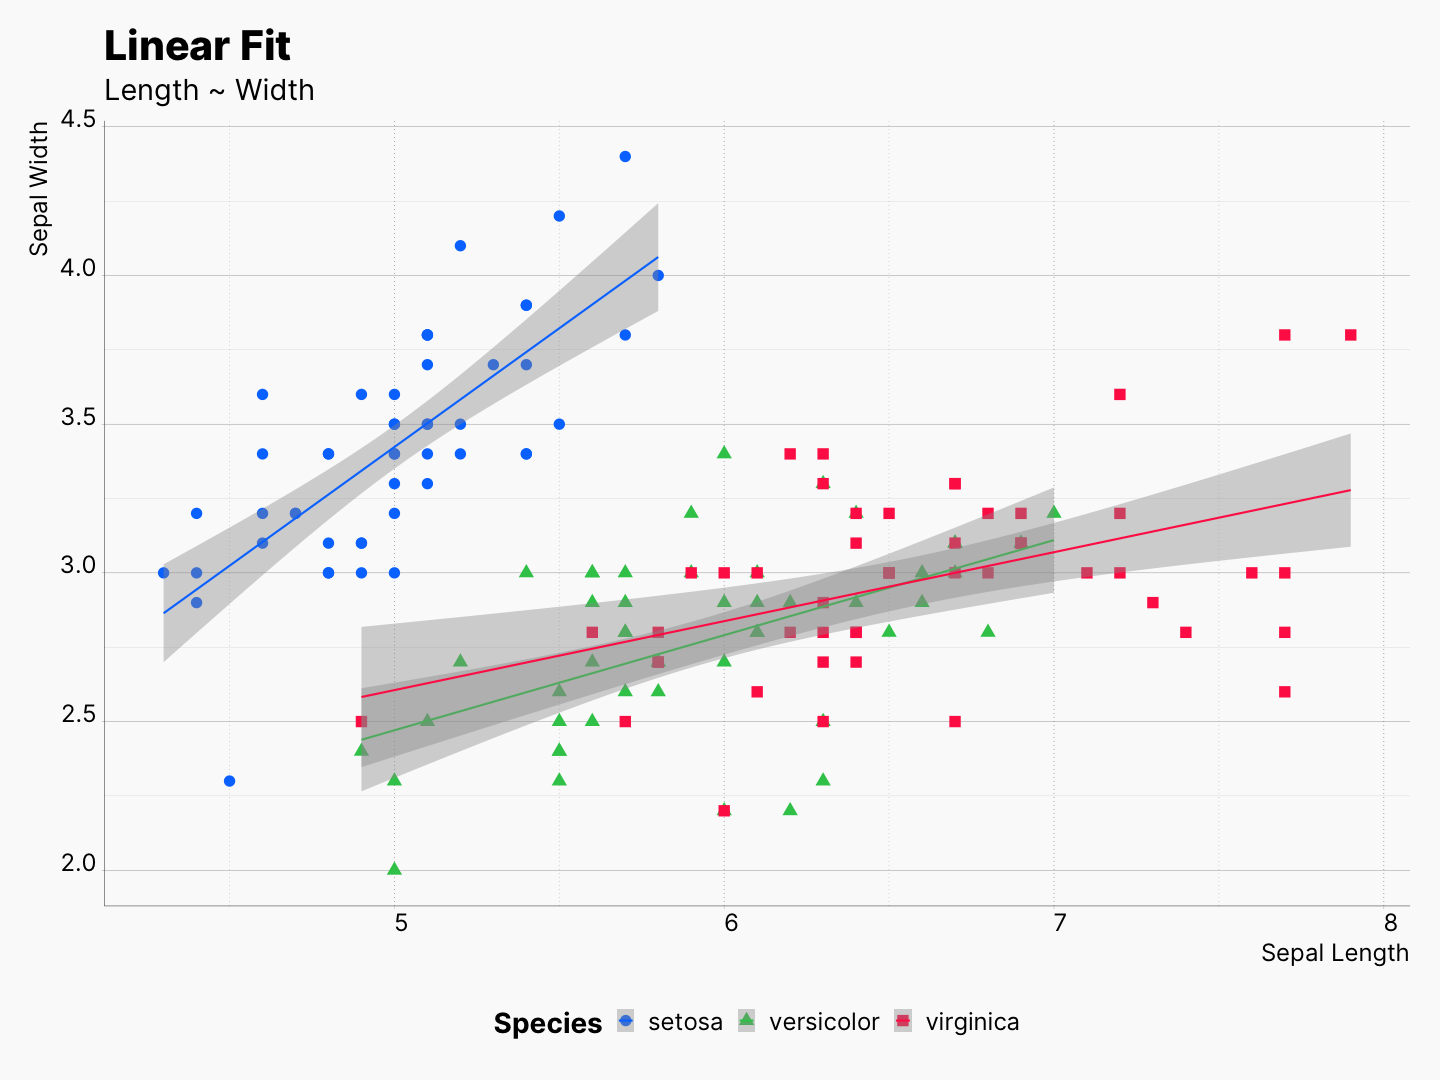 Linear Fit
Length ~ Width
Sepal Width
4.5
4.0
3.5
3.0
2.5
2.0
5 6 7 8
Sepal Length
Species setosa versicolor virginica